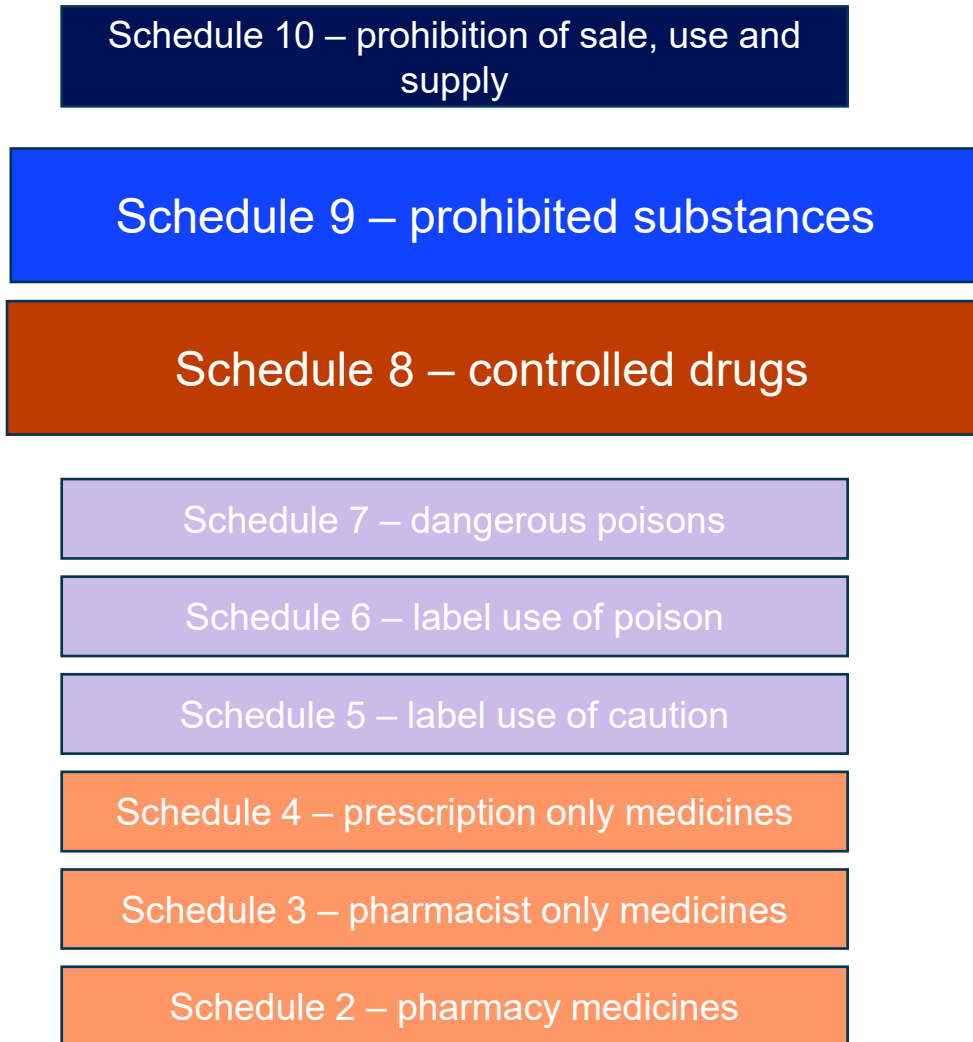 Schedule 10 – prohibition of sale, use and
supply
Schedule 9 – prohibited substances
Schedule 8 – controlled drugs
Schedule 7 – dangerous poisons
Schedule 6 – label use of poison
Schedule 5 – label use of caution
Schedule 4 – prescription only medicines
Schedule 3 – pharmacist only medicines
Schedule 2 – pharmacy medicines